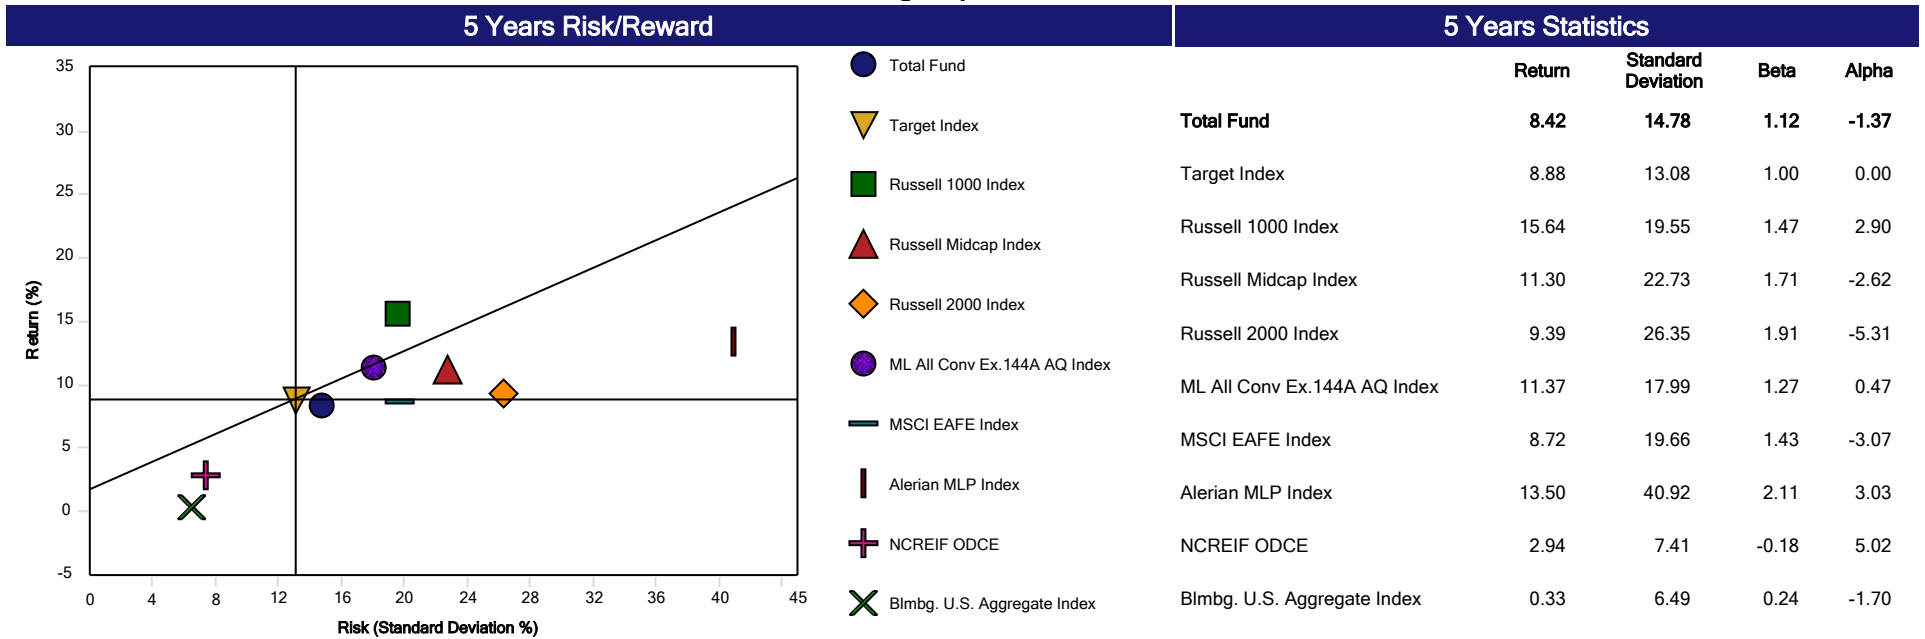 5 Years Risk/Reward
35
30
25
20
15
10
5
0
-5
Return (%)
0 4 8 12 16 20 24 28 32 36 40 45
Risk (Standard Deviation %)
Total Fund
Target Index
Russell 1000 Index
Russell Midcap Index
Russell 2000 Index
ML All Conv Ex.144A AQ Index
MSCI EAFE Index
Alerian MLP Index
NCREIF ODCE
Blmbg. U.S. Aggregate Index
5 Years Statistics
Return Standard Deviation Beta Alpha
Total Fund 8.42 14.78 1.12 -1.37
Target Index 8.88 13.08 1.00 0.00
Russell 1000 Index 15.64 19.55 1.47 2.90
Russell Midcap Index 11.30 22.73 1.71 -2.62
Russell 2000 Index 9.39 26.35 1.91 -5.31
ML All Conv Ex.144A AQ Index 11.37 17.99 1.27 0.47
MSCI EAFE Index 8.72 19.66 1.43 -3.07
Alerian MLP Index 13.50 40.92 2.11 3.03
NCREIF ODCE 2.94 7.41 -0.18 5.02
Blmbg. U.S. Aggregate Index 0.33 6.49 0.24 -1.70